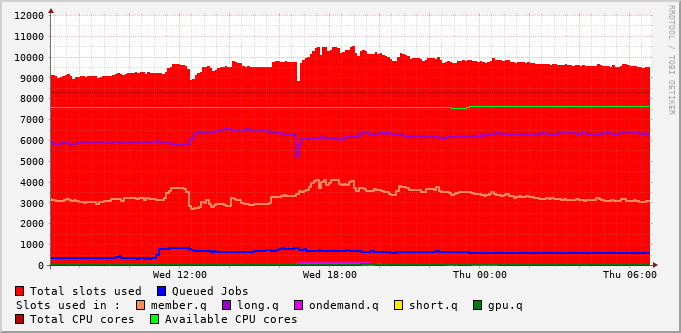 12000
11000
10000
9000
8000
7000
6000
5000
4000
3000
2000
1000
0
Wed 12:00 Wed 18:00 Thu 00:00 Thu 06:00
Total slots used Queued Jobs
Slots used in : member.q long.q ondemand.q short.q gpu.q
Total CPU cores Available CPU cores
RRDTOOL / TOBI OETIKER